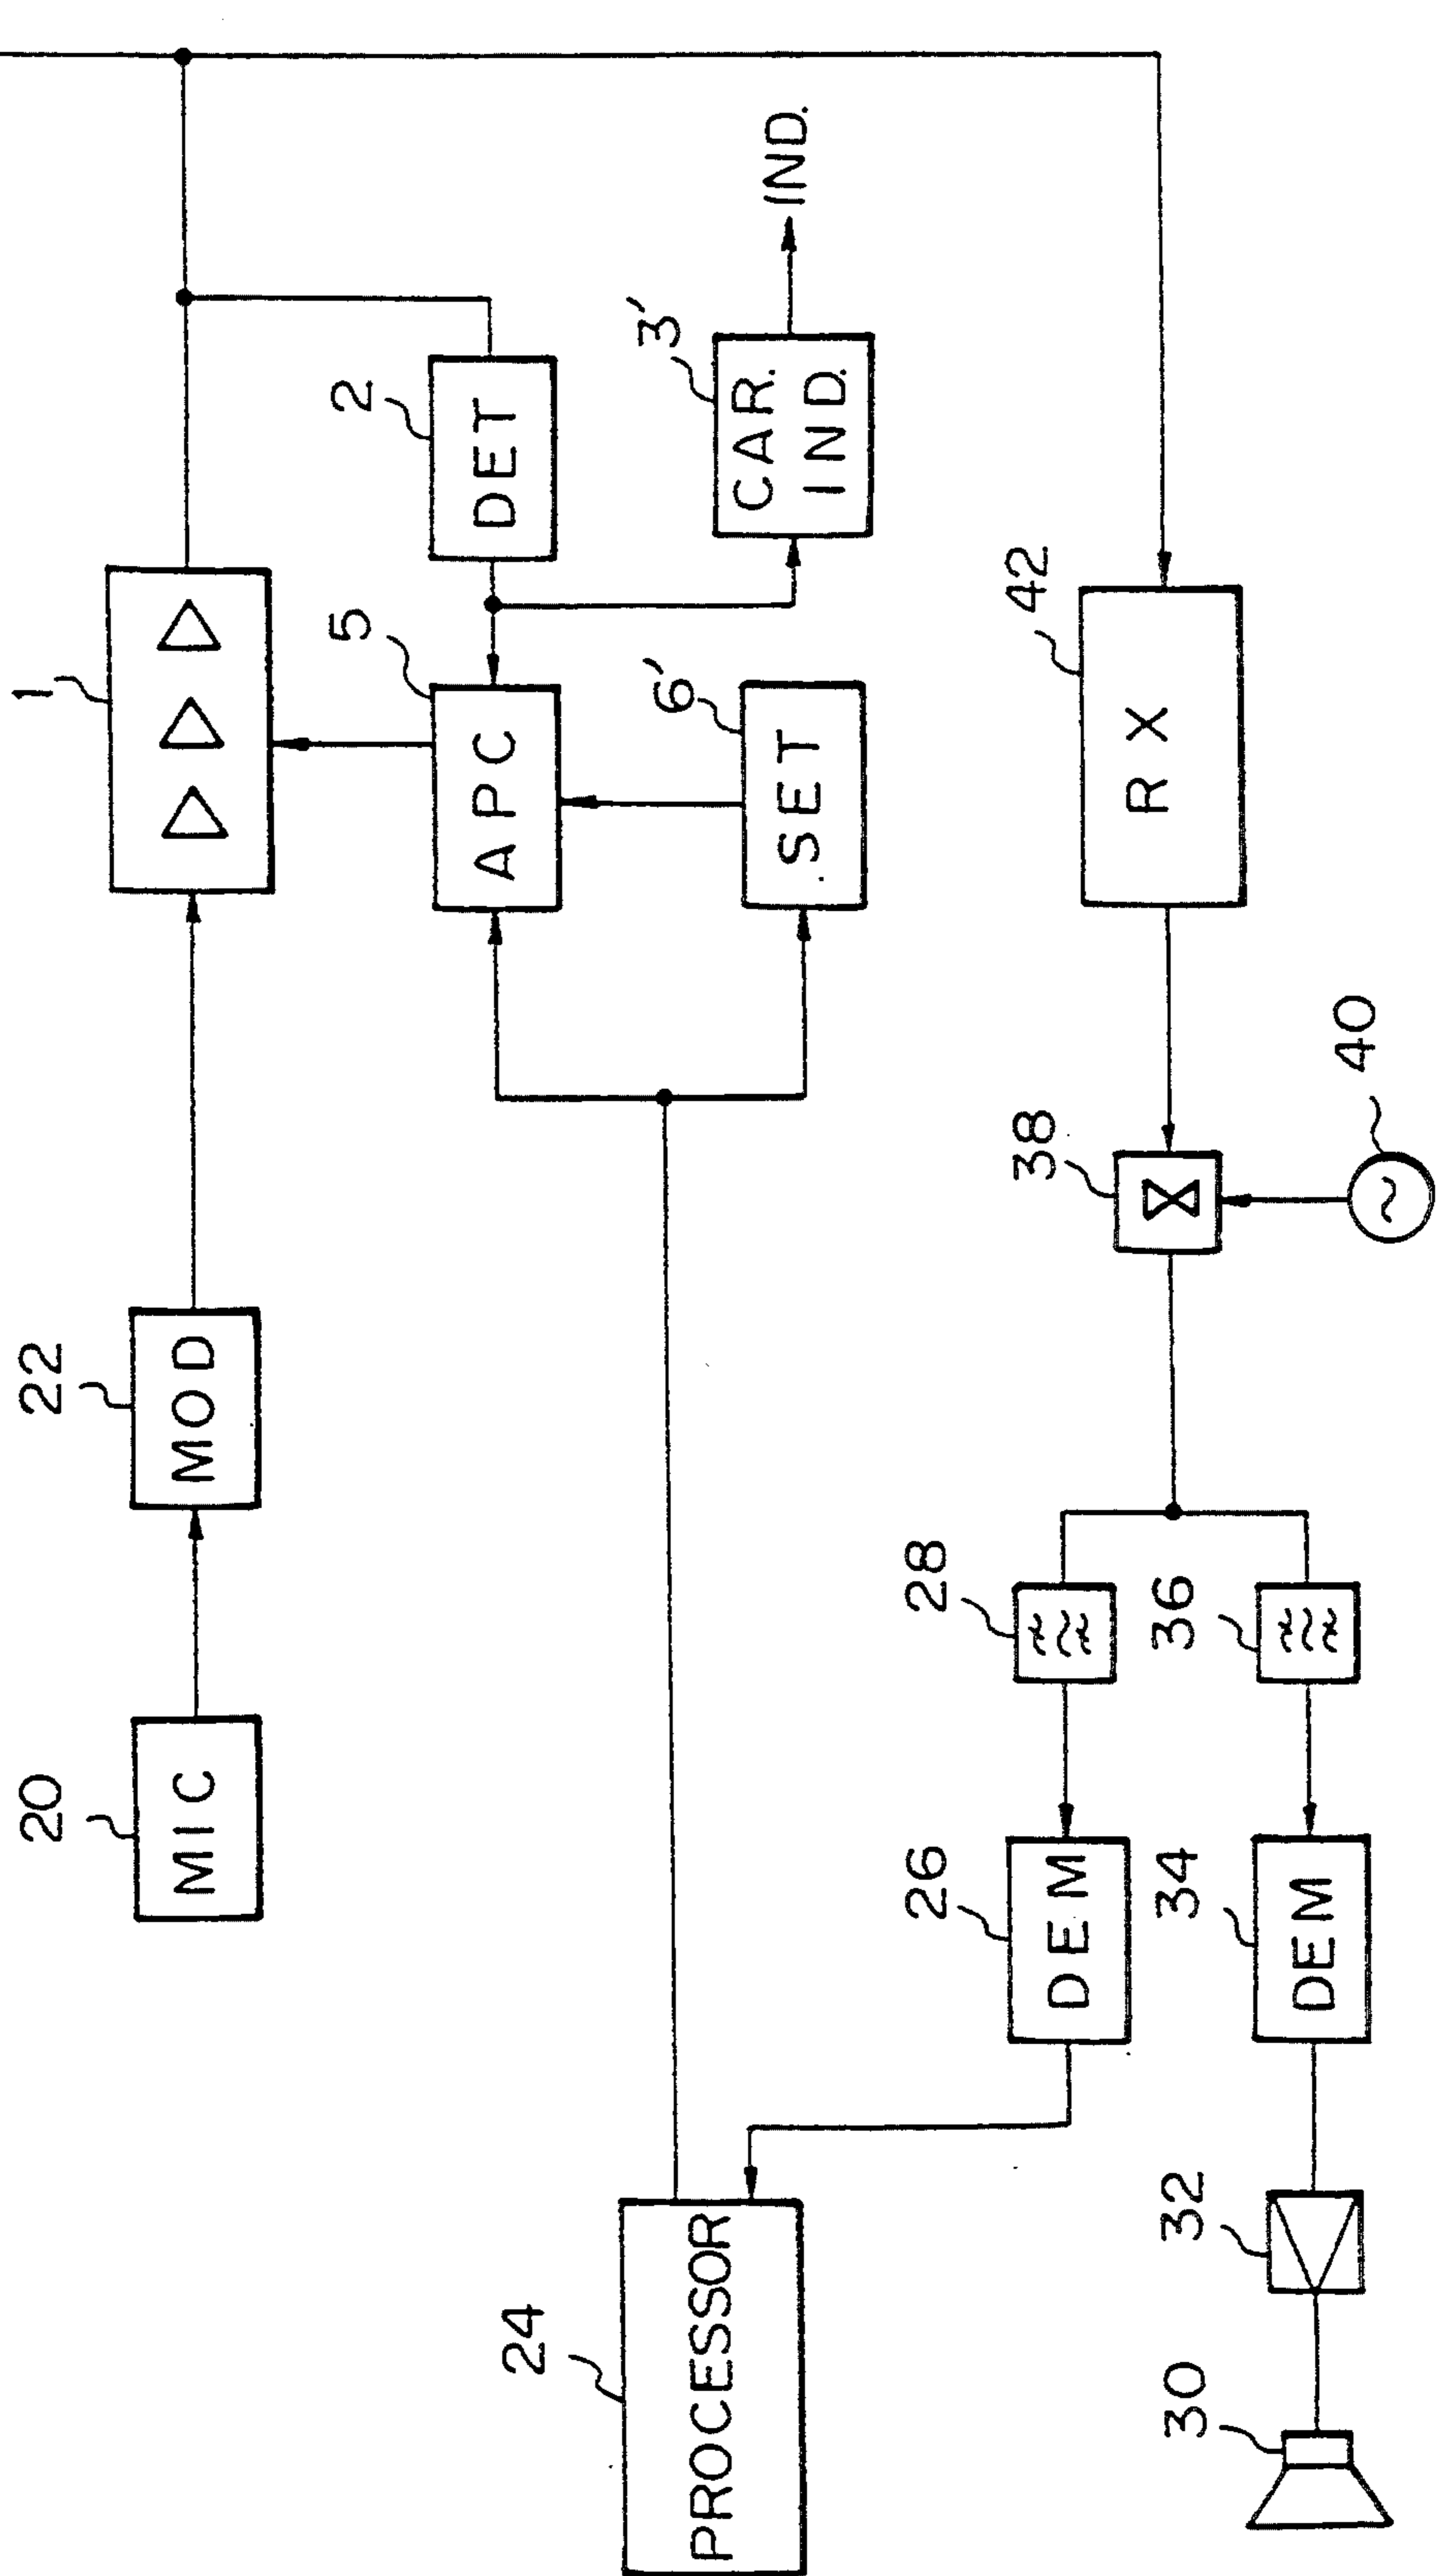 20
MIC
22
MOD
1
2
DET
5
APC
3'
CAR.
IND.
IND.
6'
SET
24
PROCESSOR
42
RX
38
40
28
36
26
DEM
34
DEM
32
30